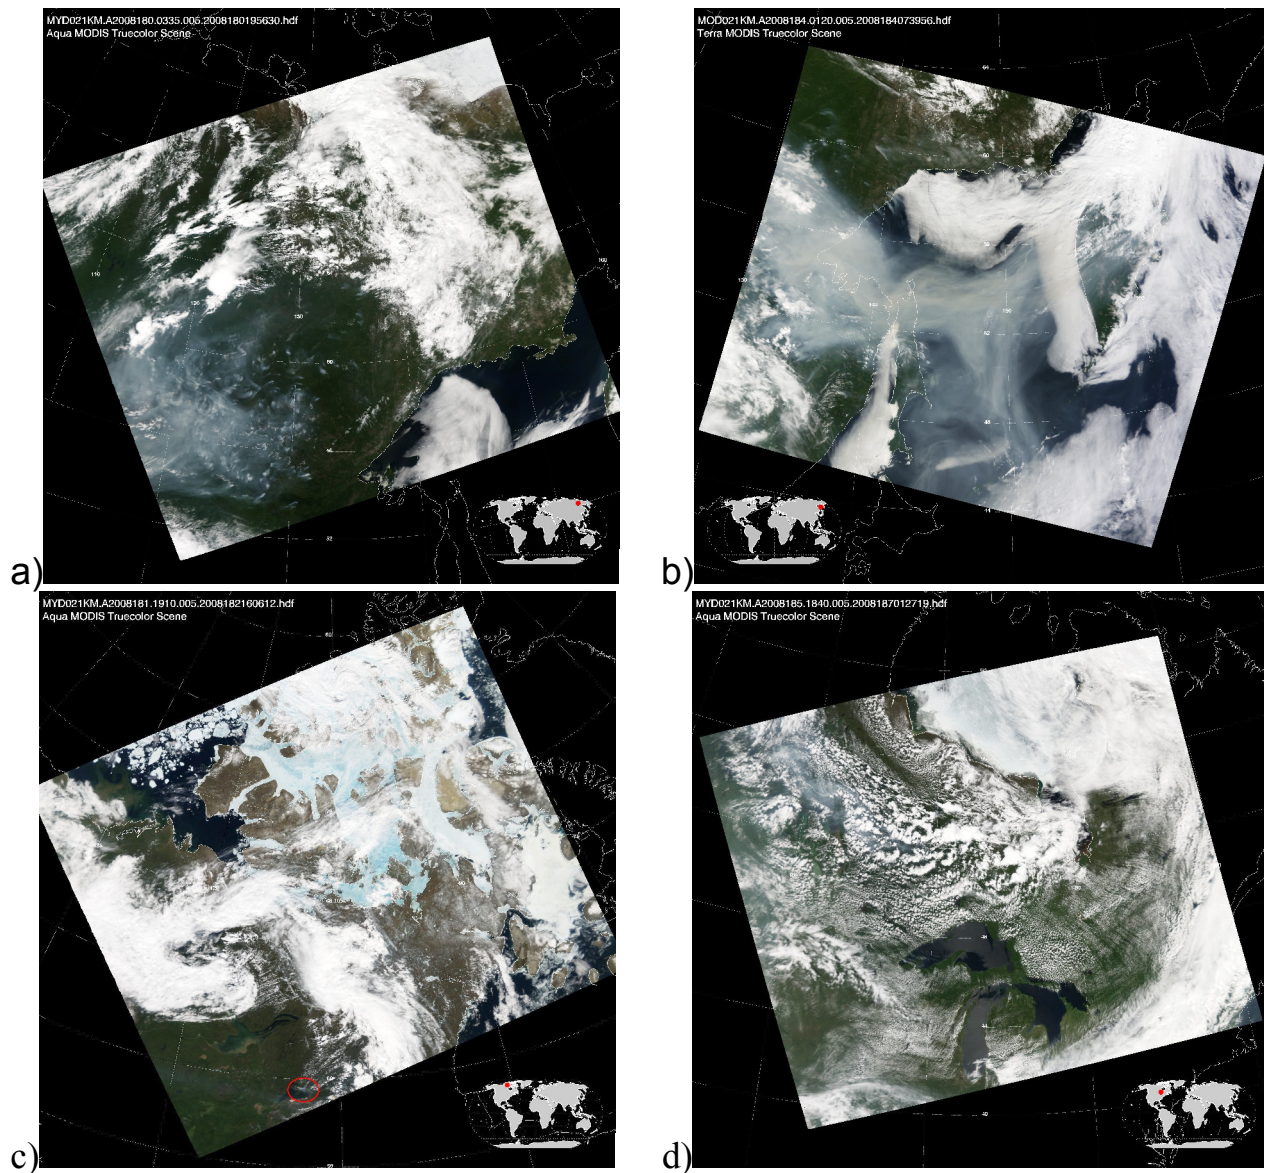 MYD021KM.A2008180.0335.005.2008180195630.hdf
Aqua MODIS Truecolor Scene
a)
MOD021KM.A2008184.0120.005.2008184073956.hdf
Terra MODIS Truecolor Scene
b)
MYD021KM.A2008181.1910.005.2008182160612.hdf
Aqua MODIS Truecolor Scene
c)
MYD021KM.A2008185.1840.005.2008187012719.hdf
Aqua MODIS Truecolor Scene
d)